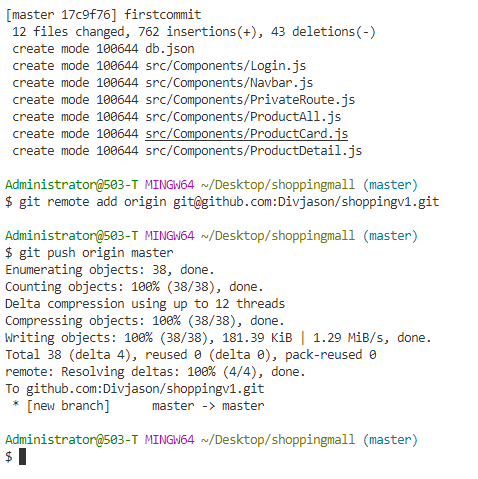 [master 17c9f76] firstcommit
 12 files changed, 762 insertions(+), 43 deletions(-)
 create mode 100644 db.json
 create mode 100644 src/Components/Login.js
 create mode 100644 src/Components/Navbar.js
 create mode 100644 src/Components/PrivateRoute.js
 create mode 100644 src/Components/ProductAll.js
 create mode 100644 src/Components/ProductCard.js
 create mode 100644 src/Components/ProductDetail.js
Administrator@503-T MINGW64 ~/Desktop/shoppingmall (master)
$ git remote add origin git@github.com:Divjason/shoppingv1.git
Administrator@503-T MINGW64 ~/Desktop/shoppingmall (master)
$ git push origin master
Enumerating objects: 38, done.
Counting objects: 100% (38/38), done.
Delta compression using up to 12 threads
Compressing objects: 100% (38/38), done.
Writing objects: 100% (38/38), 181.39 KiB | 1.29 MiB/s, done.
Total 38 (delta 4), reused 0 (delta 0), pack-reused 0
remote: Resolving deltas: 100% (4/4), done.
To github.com:Divjason/shoppingv1.git
 * [new branch]      master -> master
Administrator@503-T MINGW64 ~/Desktop/shoppingmall (master)
$